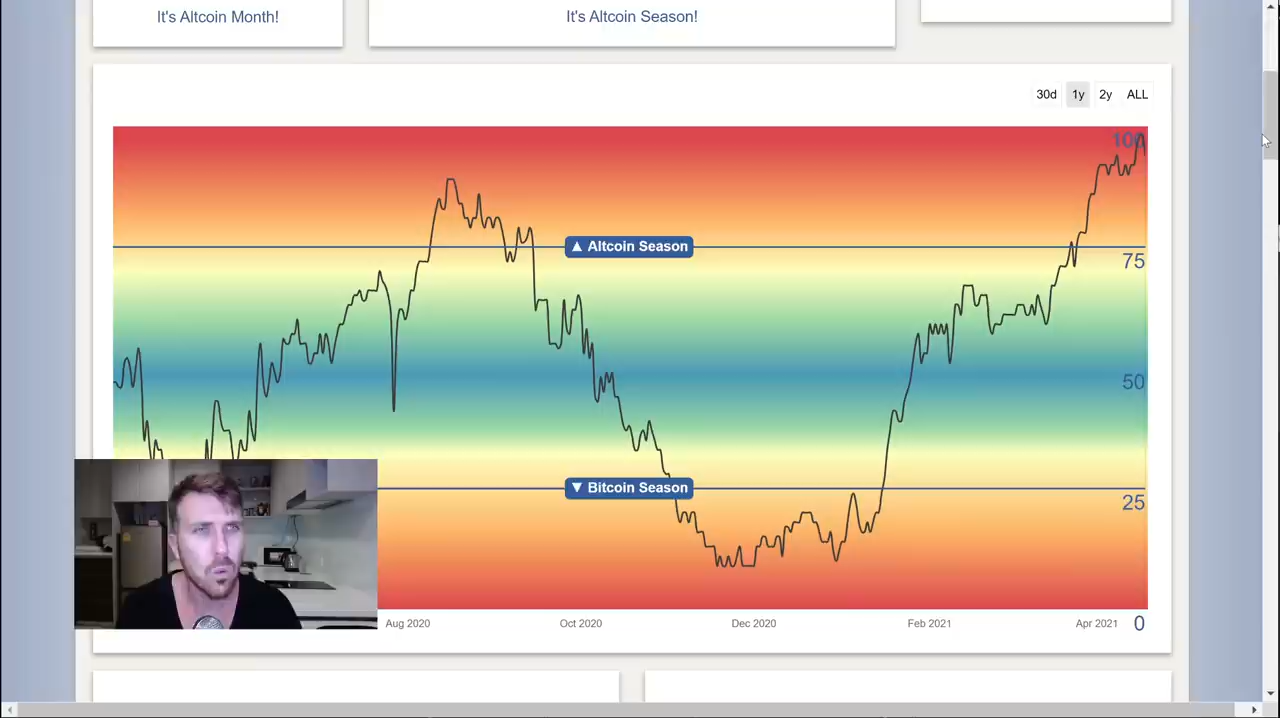 It's Altcoin Month!
It's Altcoin Season!
30d 1y 2y ALL
100
▲ Altcoin Season
75
50
▼ Bitcoin Season
25
Aug 2020 Oct 2020 Dec 2020 Feb 2021 Apr 2021 0